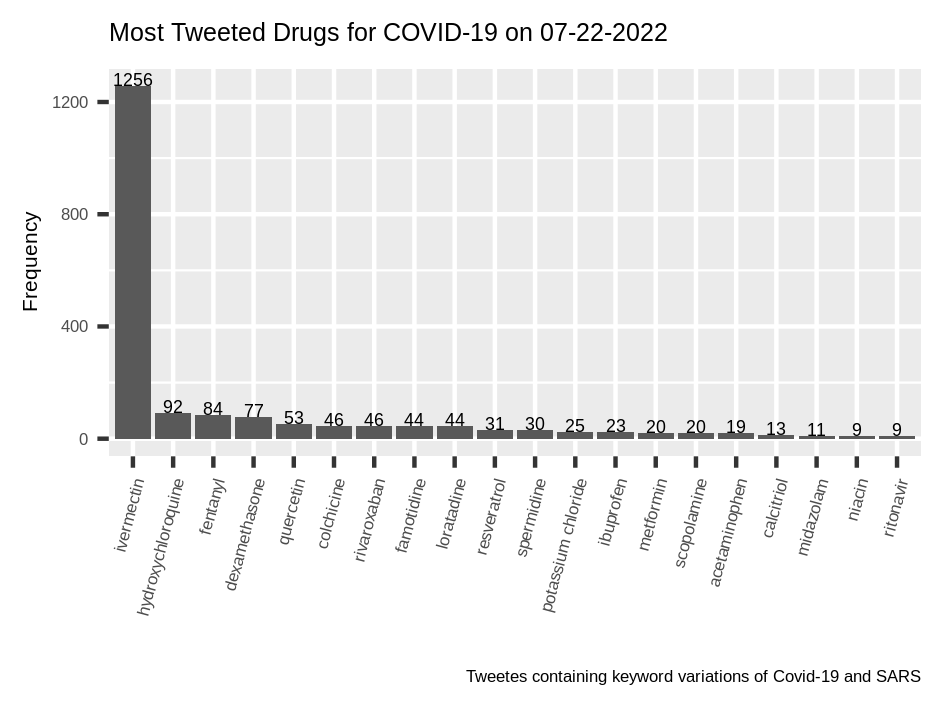 Most Tweeted Drugs for COVID-19 on 07-22-2022
Frequency
1200
800
400
0
1256
92
84
77
53
46
46
44
44
31
30
25
23
20
20
19
13
11
9
9
ivermectin
hydroxychloroquine
fentanyl
dexamethasone
quercetin
colchicine
rivaroxaban
famotidine
loratadine
resveratrol
spermidine
potassium chloride
ibuprofen
metformin
scopolamine
acetaminophen
calcitriol
midazolam
niacin
ritonavir
Tweetes containing keyword variations of Covid-19 and SARS